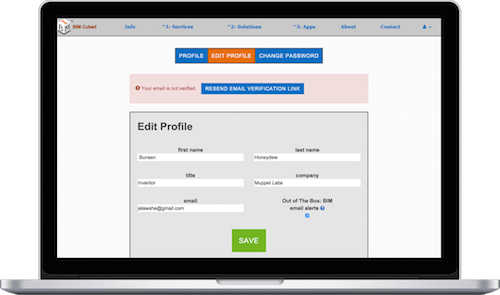 BIM Cubed Info ~1: Services ~2: Solutions ~3: Apps About Contact
PROFILE EDIT PROFILE CHANGE PASSWORD
Your email is not verified. RESEND EMAIL VERIFICATION LINK
Edit Profile
first name last name
Bunsen Honeydew
title company
Inventor Muppet Labs
email Out of The Box: BIM
email alerts
jelawshe@gmail.com
SAVE